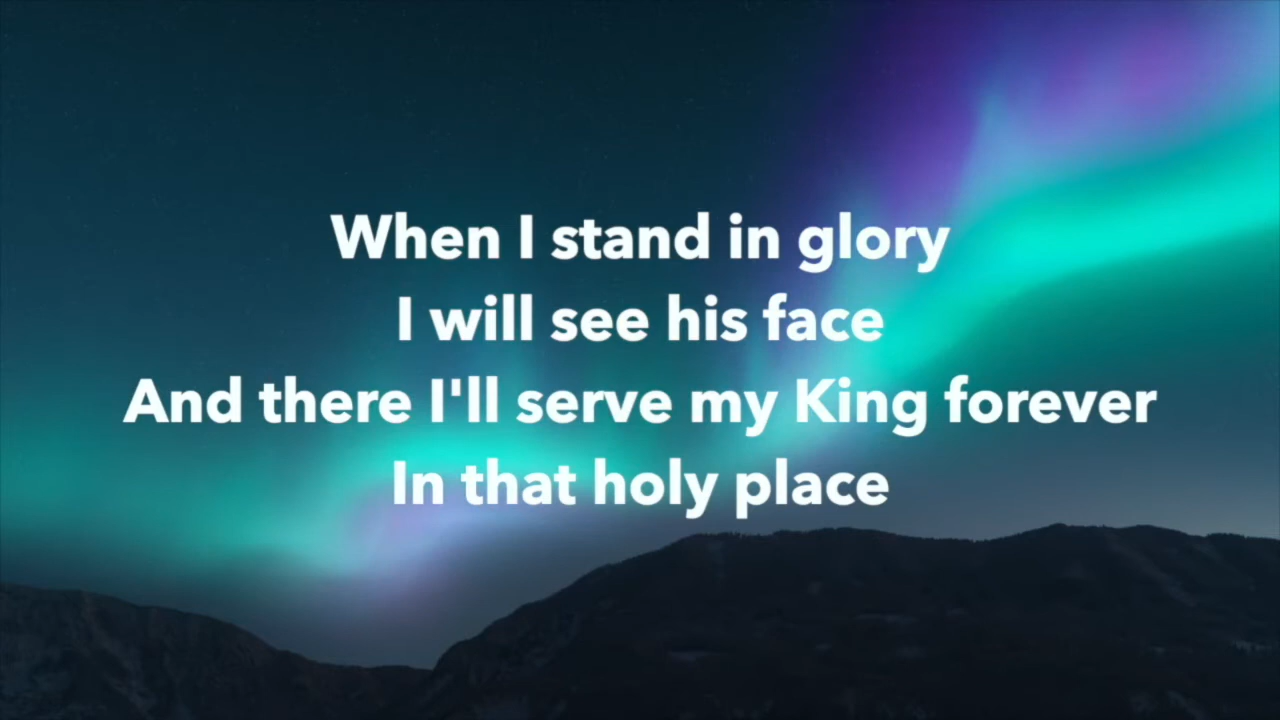 When I stand in glory
I will see his face
And there I'll serve my King forever
In that holy place